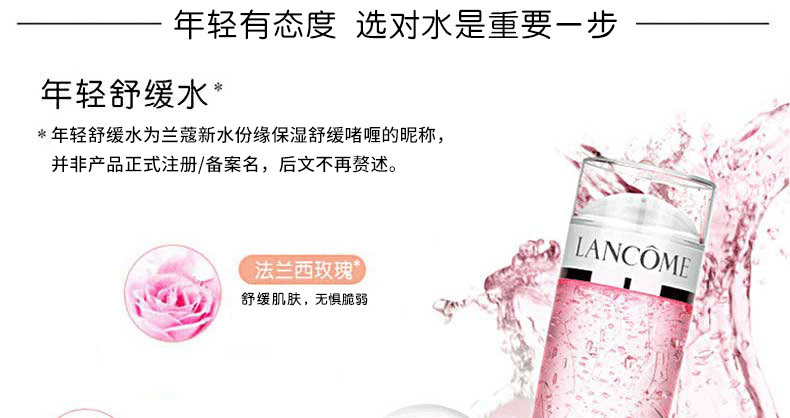 年轻有态度 选对水是重要一步
年轻舒缓水*
*年轻舒缓水为兰蔻新水份缘保湿舒缓啫喱的昵称，
并非产品正式注册/备案名，后文不再赘述。
法兰西玫瑰*
舒缓肌肤，无惧脆弱
LANCÔME